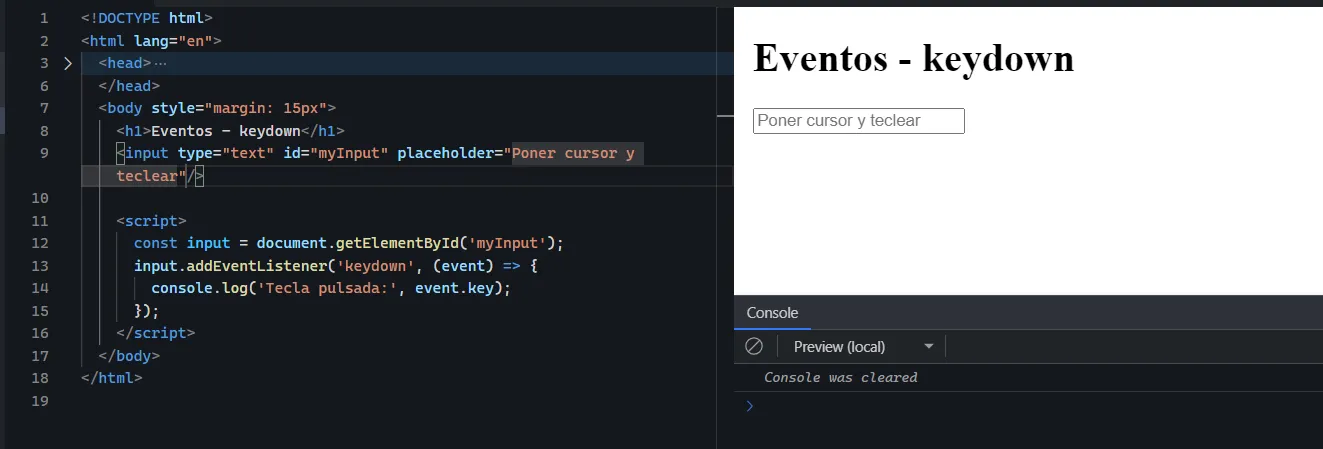 1 <!DOCTYPE html>
2 <html lang="en">
3 <head>···
6 </head>
7 <body style="margin: 15px">
8 <h1>Eventos - keydown</h1>
9 <input type="text" id="myInput" placeholder="Poner cursor y
teclear"/>
10
11 <script>
12 const input = document.getElementById('myInput');
13 input.addEventListener('keydown', (event) => {
14 console.log('Tecla pulsada:', event.key);
15 });
16 </script>
17 </body>
18 </html>
19
Eventos - keydown
Poner cursor y teclear
Console
Preview (local)
Console was cleared